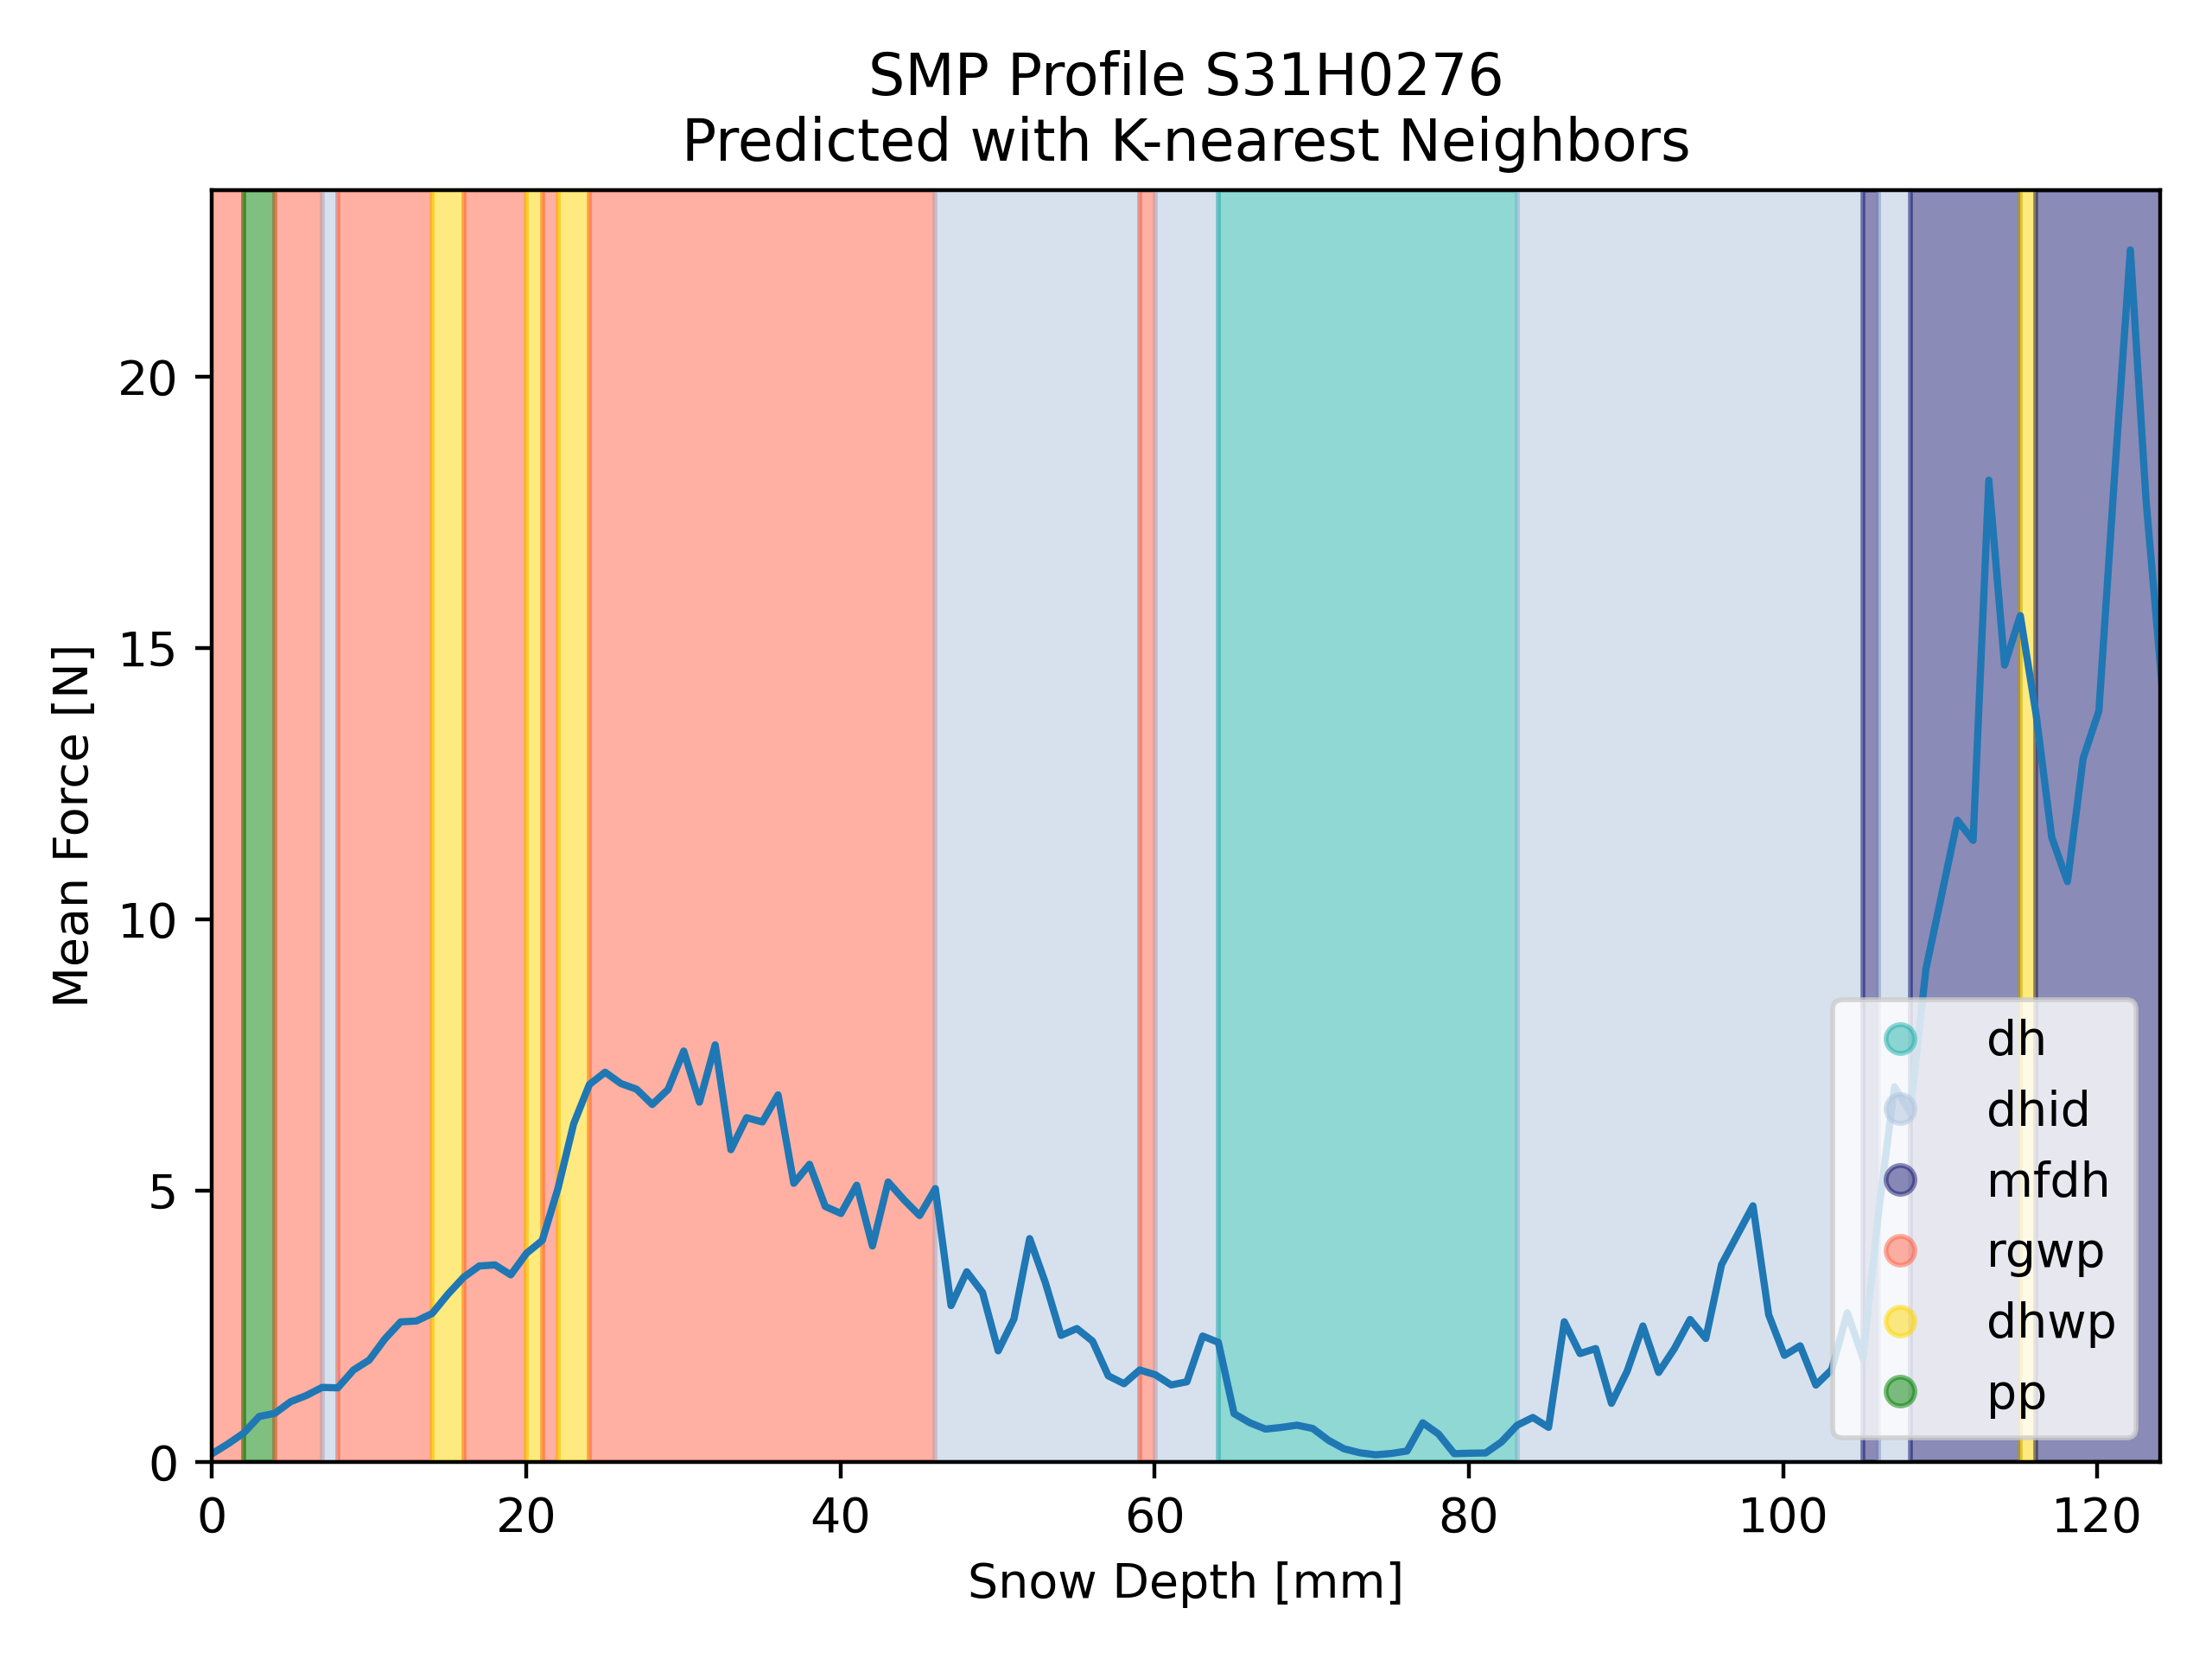 SMP Profile S31H0276
Predicted with K-nearest Neighbors
Mean Force [N]
20
15
10
5
0
dh
dhid
mfdh
rgwp
dhwp
pp
0 20 40 60 80 100 120
Snow Depth [mm]